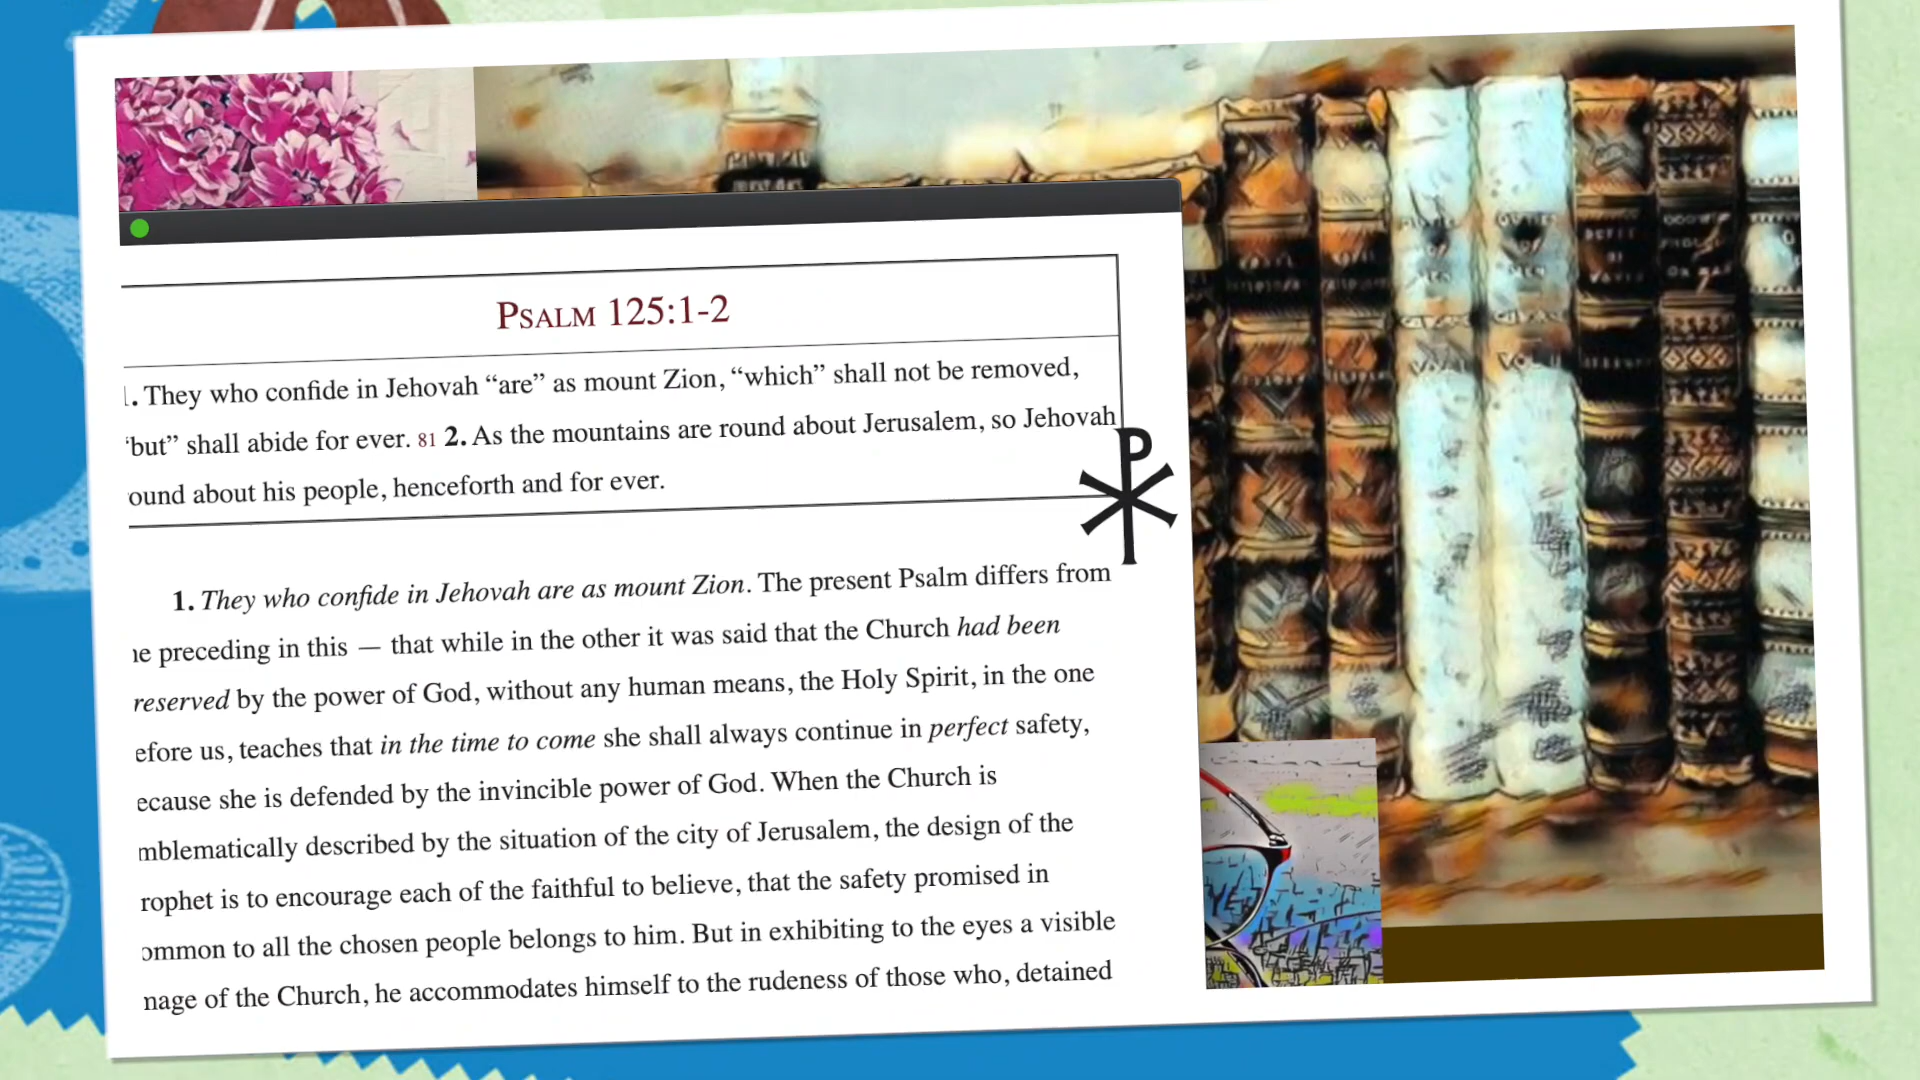 PSALM 125:1-2
1. They who confide in Jehovah “are” as mount Zion, “which” shall not be removed,
“but” shall abide for ever. 81 2. As the mountains are round about Jerusalem, so Jehovah
ound about his people, henceforth and for ever.
1. They who confide in Jehovah are as mount Zion. The present Psalm differs from
he preceding in this — that while in the other it was said that the Church had been
reserved by the power of God, without any human means, the Holy Spirit, in the one
efore us, teaches that in the time to come she shall always continue in perfect safety,
ecause she is defended by the invincible power of God. When the Church is
mblematically described by the situation of the city of Jerusalem, the design of the
rophet is to encourage each of the faithful to believe, that the safety promised in
ommon to all the chosen people belongs to him. But in exhibiting to the eyes a visible
mage of the Church, he accommodates himself to the rudeness of those who, detained
VOL II